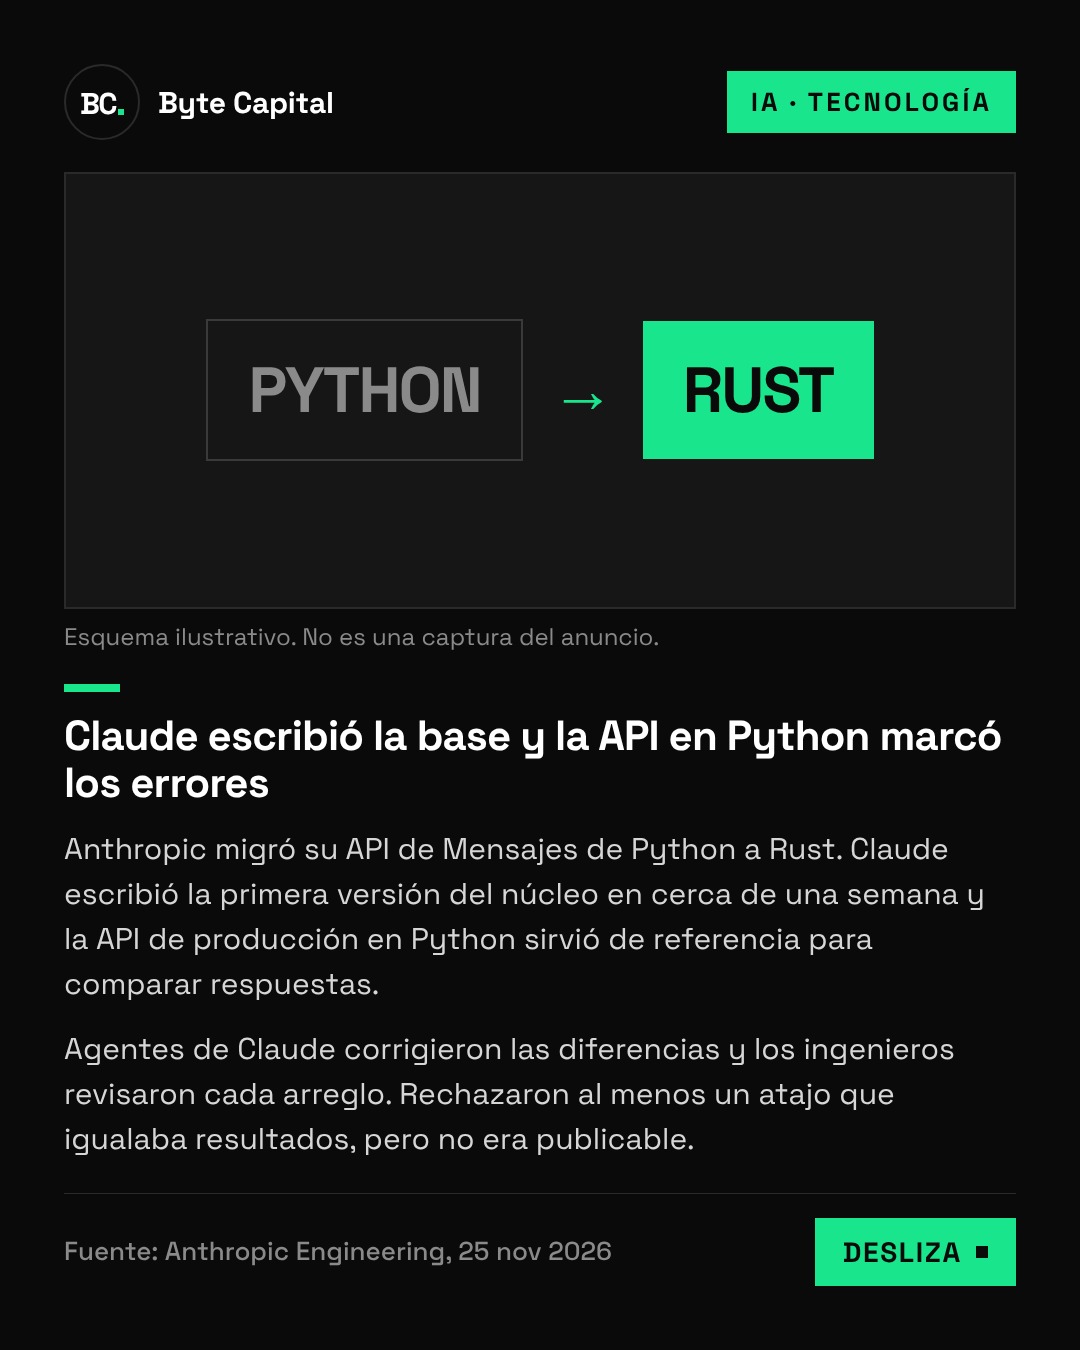 BC.
Byte Capital
IA · TECNOLOGÍA
PYTHON
→
RUST
Esquema ilustrativo. No es una captura del anuncio.
Claude escribió la base y la API en Python marcó
los errores
Anthropic migró su API de Mensajes de Python a Rust. Claude
escribió la primera versión del núcleo en cerca de una semana y
la API de producción en Python sirvió de referencia para
comparar respuestas.
Agentes de Claude corrigieron las diferencias y los ingenieros
revisaron cada arreglo. Rechazaron al menos un atajo que
igualaba resultados, pero no era publicable.
Fuente: Anthropic Engineering, 25 nov 2026
DESLIZA